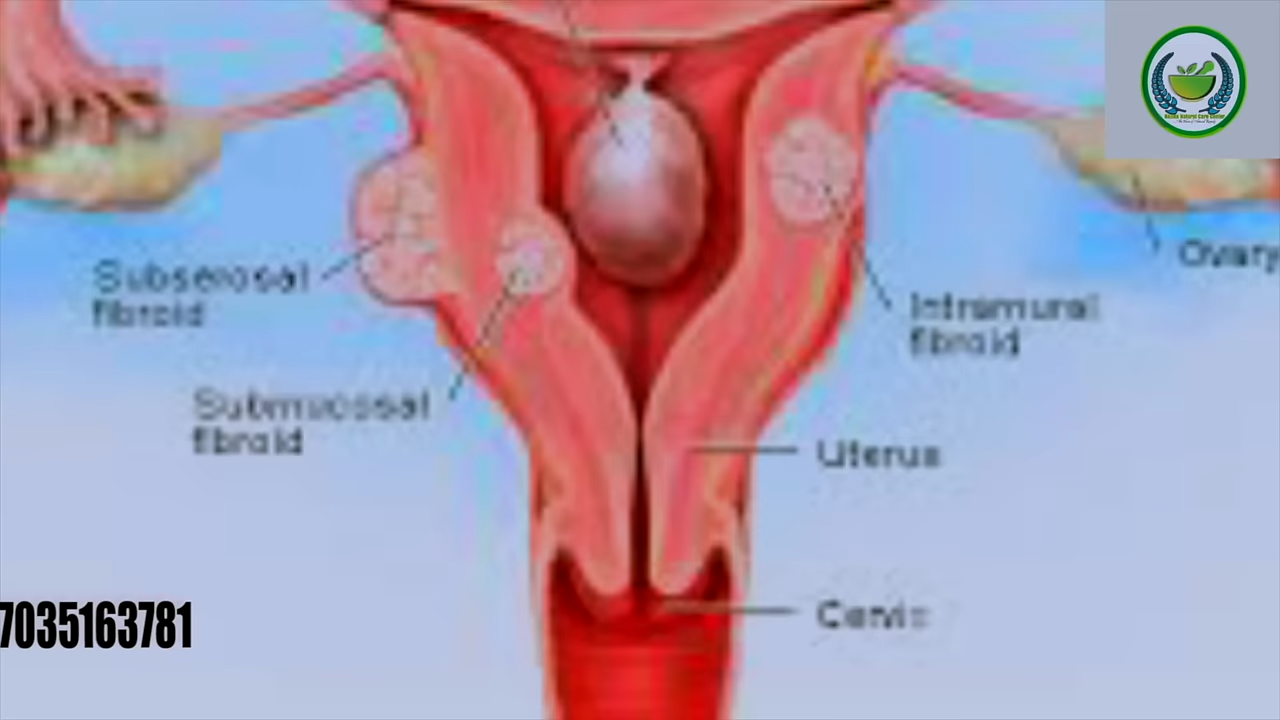 Subserosal
fibroid
Ovary
Intramural
fibroid
Submucosal
fibroid
Uterus
7035163781
Cervix